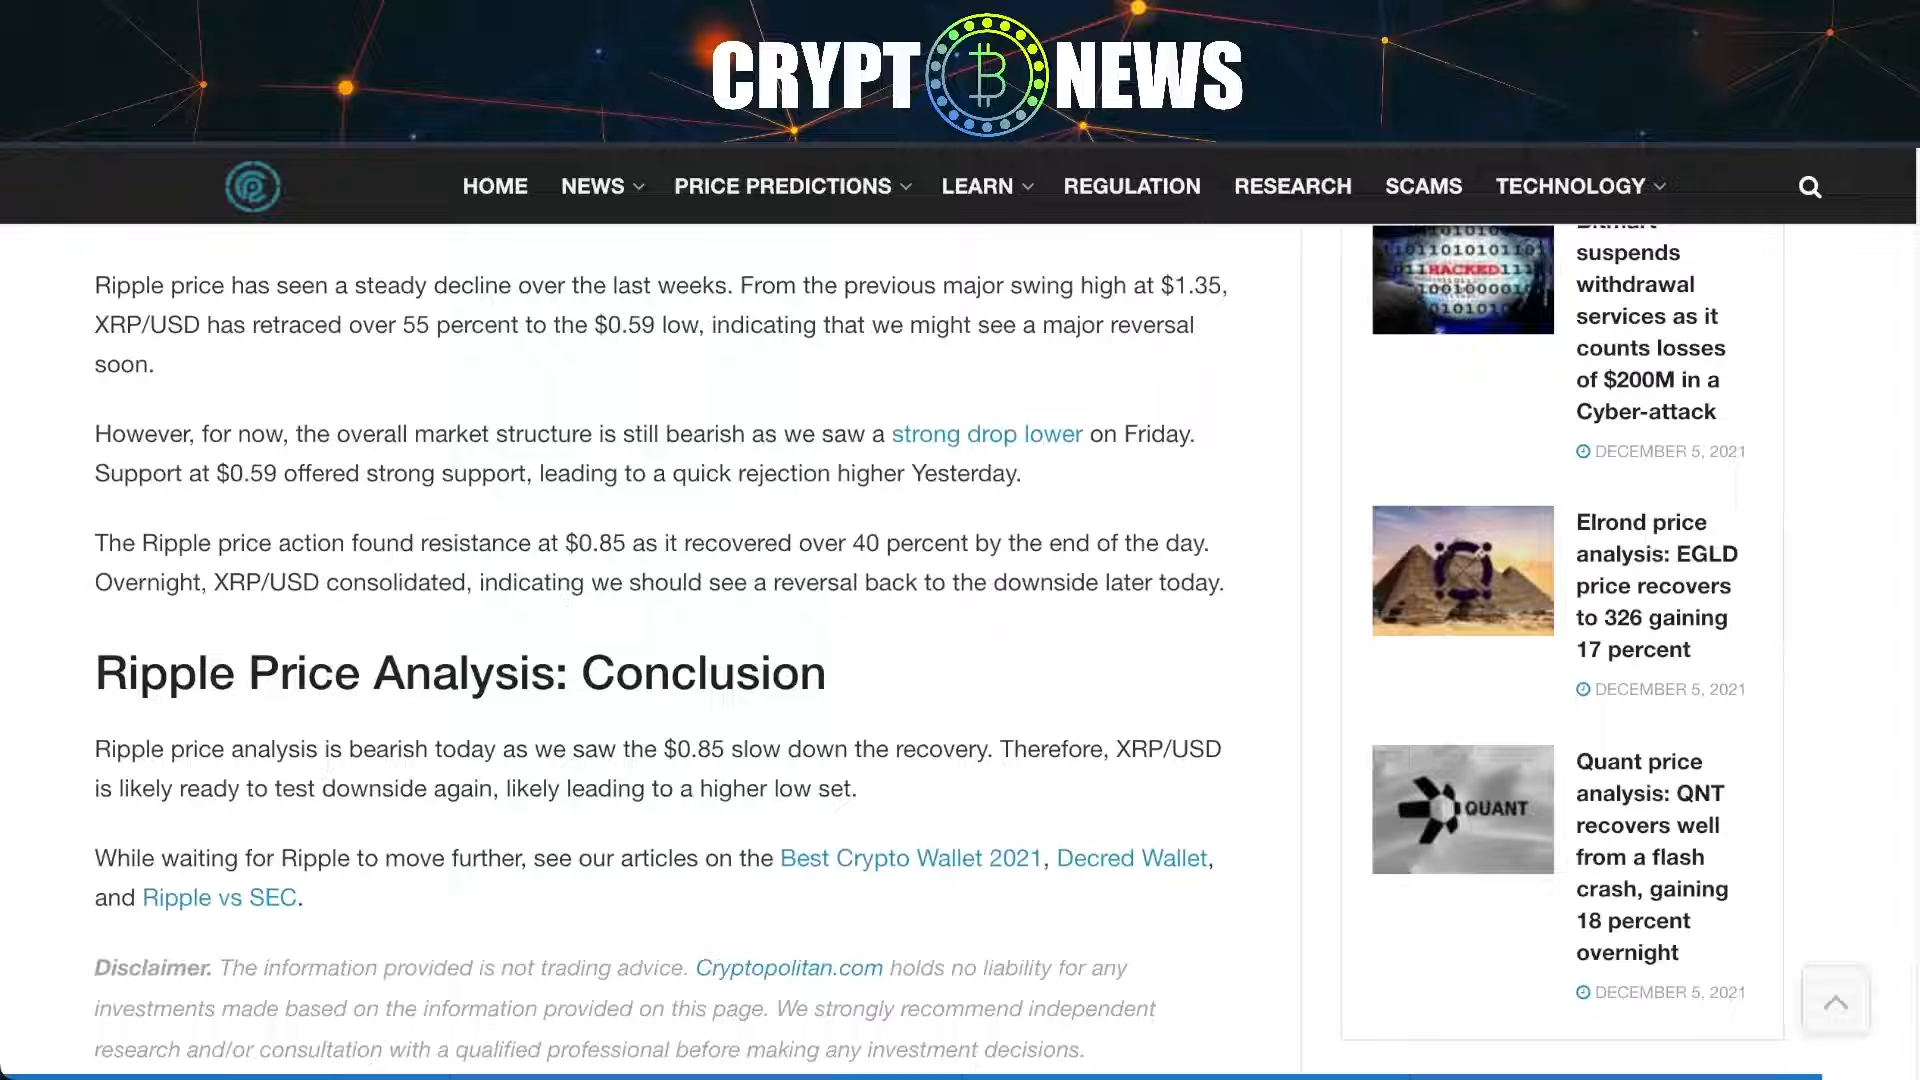 CRYPT NEWS
HOME NEWS PRICE PREDICTIONS LEARN REGULATION RESEARCH SCAMS TECHNOLOGY
Ripple price has seen a steady decline over the last weeks. From the previous major swing high at $1.35,
XRP/USD has retraced over 55 percent to the $0.59 low, indicating that we might see a major reversal
soon.
However, for now, the overall market structure is still bearish as we saw a strong drop lower on Friday.
Support at $0.59 offered strong support, leading to a quick rejection higher Yesterday.
The Ripple price action found resistance at $0.85 as it recovered over 40 percent by the end of the day.
Overnight, XRP/USD consolidated, indicating we should see a reversal back to the downside later today.
Ripple Price Analysis: Conclusion
Ripple price analysis is bearish today as we saw the $0.85 slow down the recovery. Therefore, XRP/USD
is likely ready to test downside again, likely leading to a higher low set.
While waiting for Ripple to move further, see our articles on the Best Crypto Wallet 2021, Decred Wallet,
and Ripple vs SEC.
Disclaimer. The information provided is not trading advice. Cryptopolitan.com holds no liability for any
investments made based on the information provided on this page. We strongly recommend independent
research and/or consultation with a qualified professional before making any investment decisions.
HACKED
suspends
withdrawal
services as it
counts losses
of $200M in a
Cyber-attack
DECEMBER 5, 2021
Elrond price
analysis: EGLD
price recovers
to 326 gaining
17 percent
DECEMBER 5, 2021
QUANT
Quant price
analysis: QNT
recovers well
from a flash
crash, gaining
18 percent
overnight
DECEMBER 5, 2021